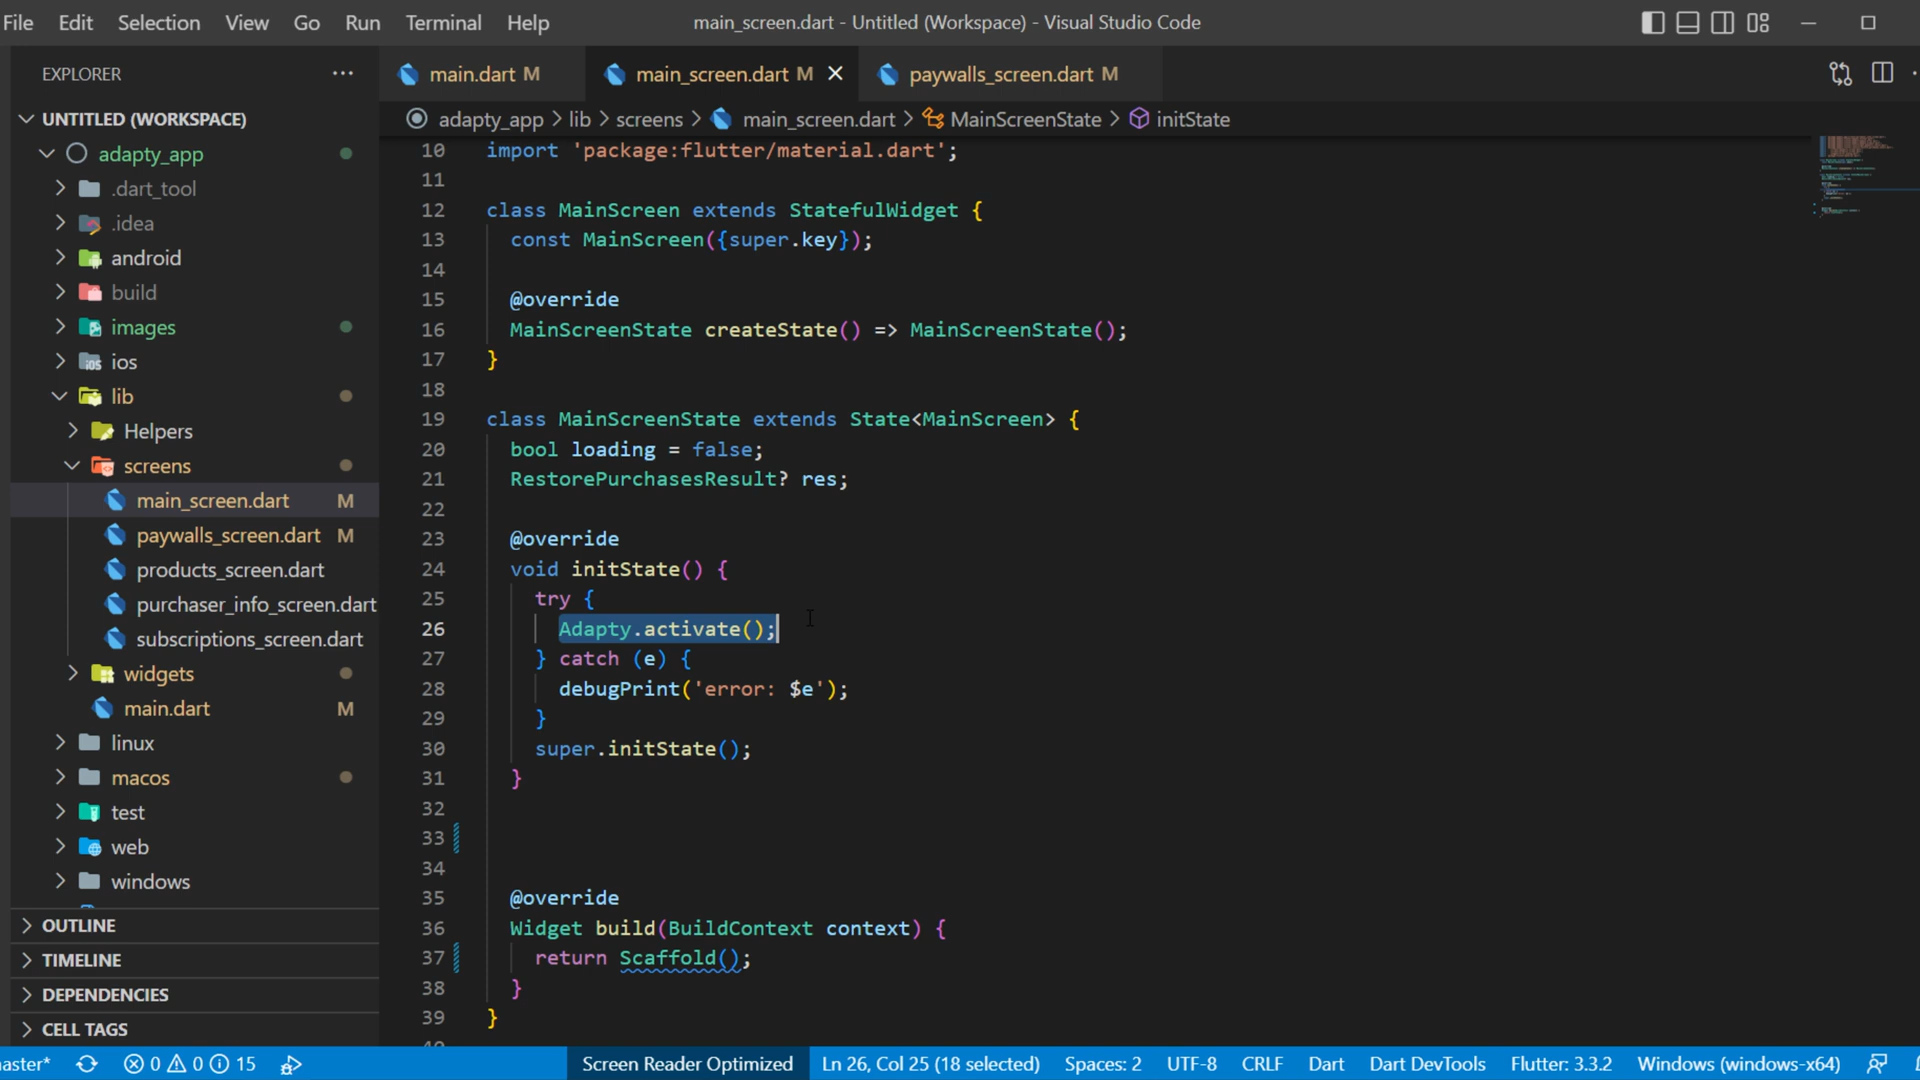 File Edit Selection View Go Run Terminal Help main_screen.dart - Untitled (Workspace) - Visual Studio Code
EXPLORER ···
main.dart M main_screen.dart M paywalls_screen.dart M
UNTITLED (WORKSPACE)
adapty_app > lib > screens > main_screen.dart > MainScreenState > initState
adapty_app
.dart_tool
.idea
android
build
images
ios
lib
Helpers
screens
main_screen.dart M
paywalls_screen.dart M
products_screen.dart
purchaser_info_screen.dart
subscriptions_screen.dart
widgets
main.dart M
linux
macos
test
web
windows
OUTLINE
TIMELINE
DEPENDENCIES
CELL TAGS
10 import 'package:flutter/material.dart';
11
12 class MainScreen extends StatefulWidget {
13 const MainScreen({super.key});
14
15 @override
16 MainScreenState createState() => MainScreenState();
17 }
18
19 class MainScreenState extends State<MainScreen> {
20 bool loading = false;
21 RestorePurchasesResult? res;
22
23 @override
24 void initState() {
25 try {
26 Adapty.activate();
27 } catch (e) {
28 debugPrint('error: $e');
29 }
30 super.initState();
31 }
32
33
34
35 @override
36 Widget build(BuildContext context) {
37 return Scaffold();
38 }
39 }
aster* 0 0 15 Screen Reader Optimized Ln 26, Col 25 (18 selected) Spaces: 2 UTF-8 CRLF Dart Dart DevTools Flutter: 3.3.2 Windows (windows-x64)